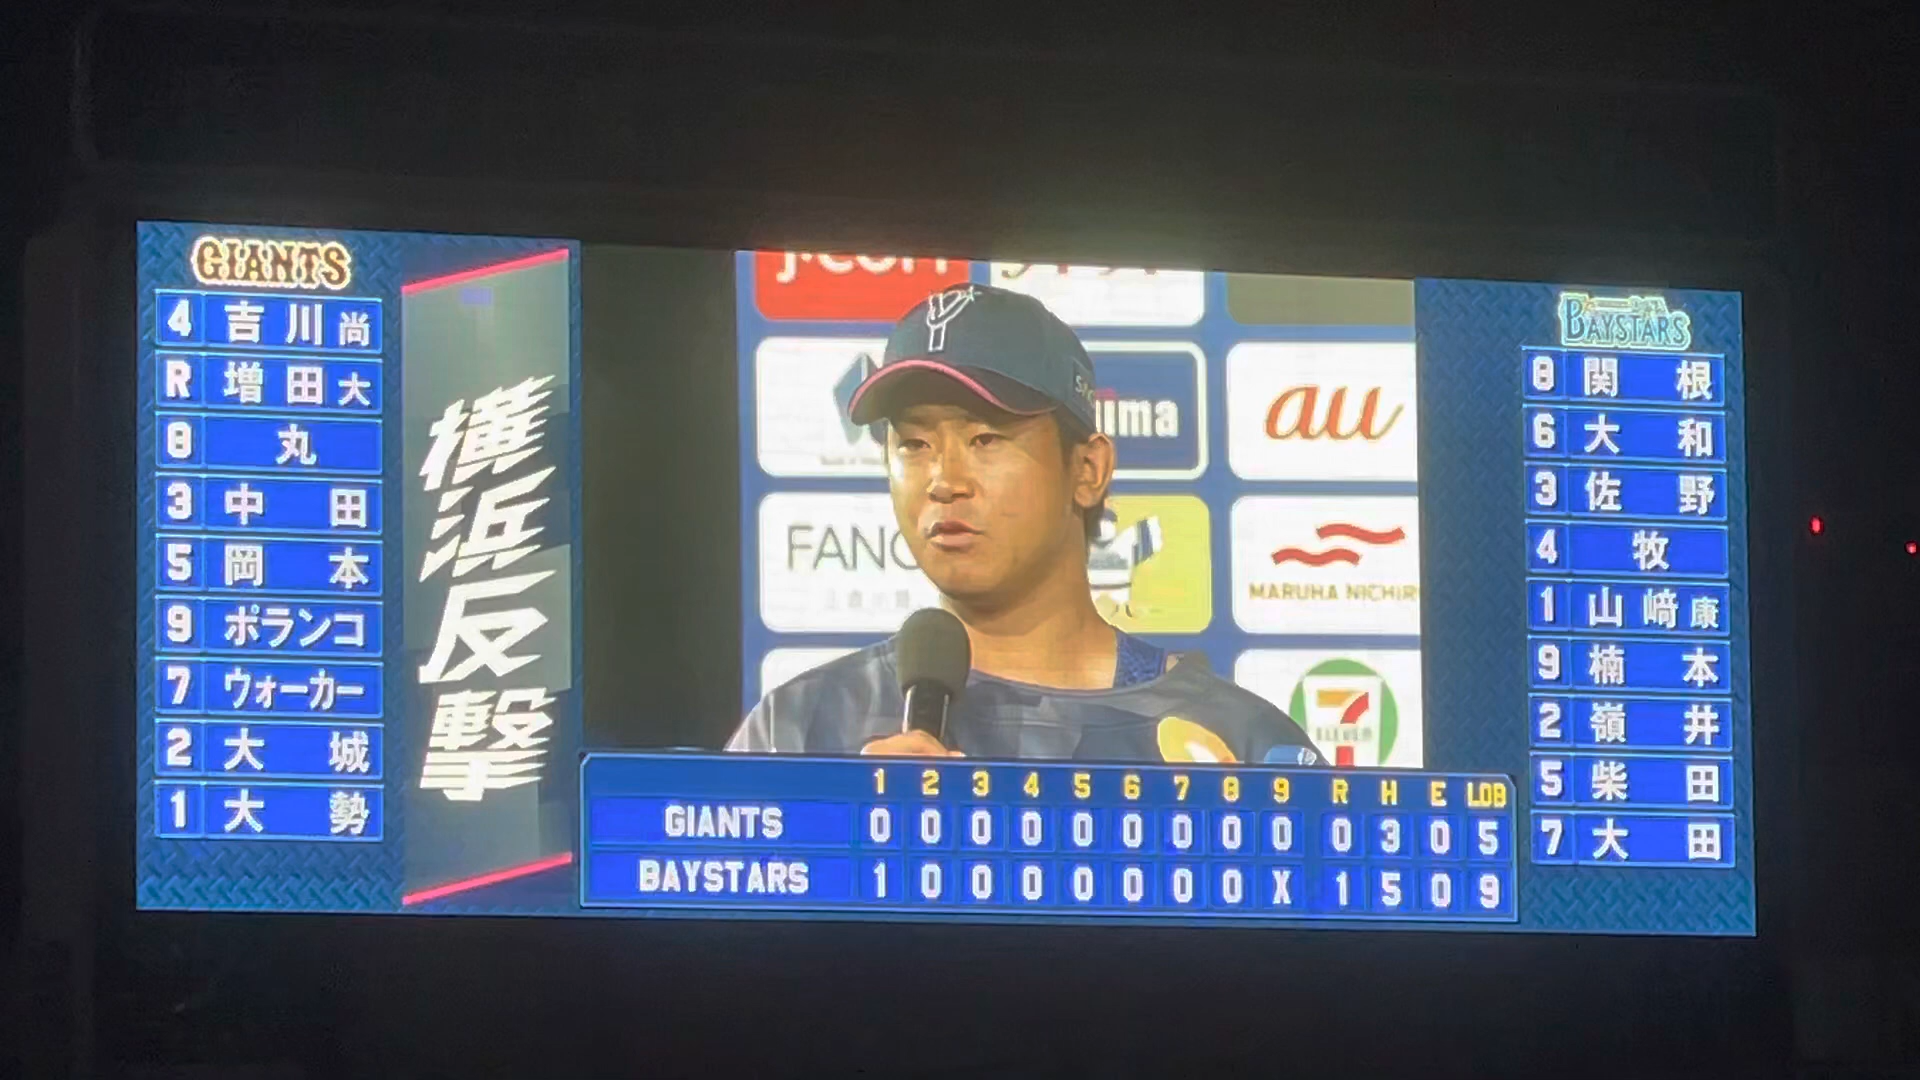 GIANTS
4 吉川尚
R 増田大
8 丸
3 中田
5 岡本
9 ポランコ
7 ウォーカー
2 大城
1 大勢
横浜反撃
J:COM
au
FANC
MARUHA NICHIR
7
ELEVEN
BAYSTARS
8 関根
6 大和
3 佐野
4 牧
1 山﨑康
9 楠本
2 嶺井
5 柴田
7 大田
1 2 3 4 5 6 7 8 9 R H E LOB
GIANTS 0 0 0 0 0 0 0 0 0 0 3 0 5
BAYSTARS 1 0 0 0 0 0 0 0 X 1 5 0 9